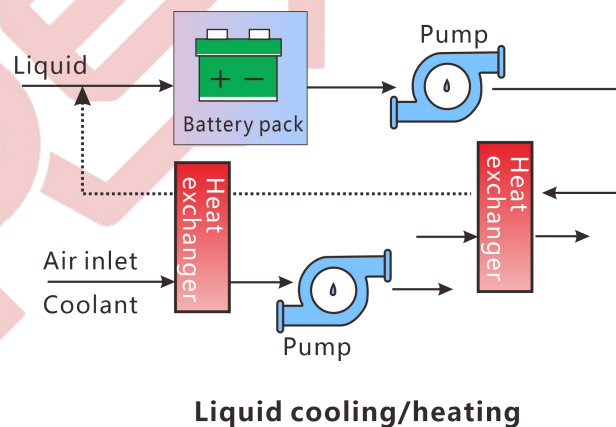 Pump
Liquid
Battery pack
Heat
exchanger
Heat
exchanger
Air inlet
Coolant
Pump
Liquid cooling/heating